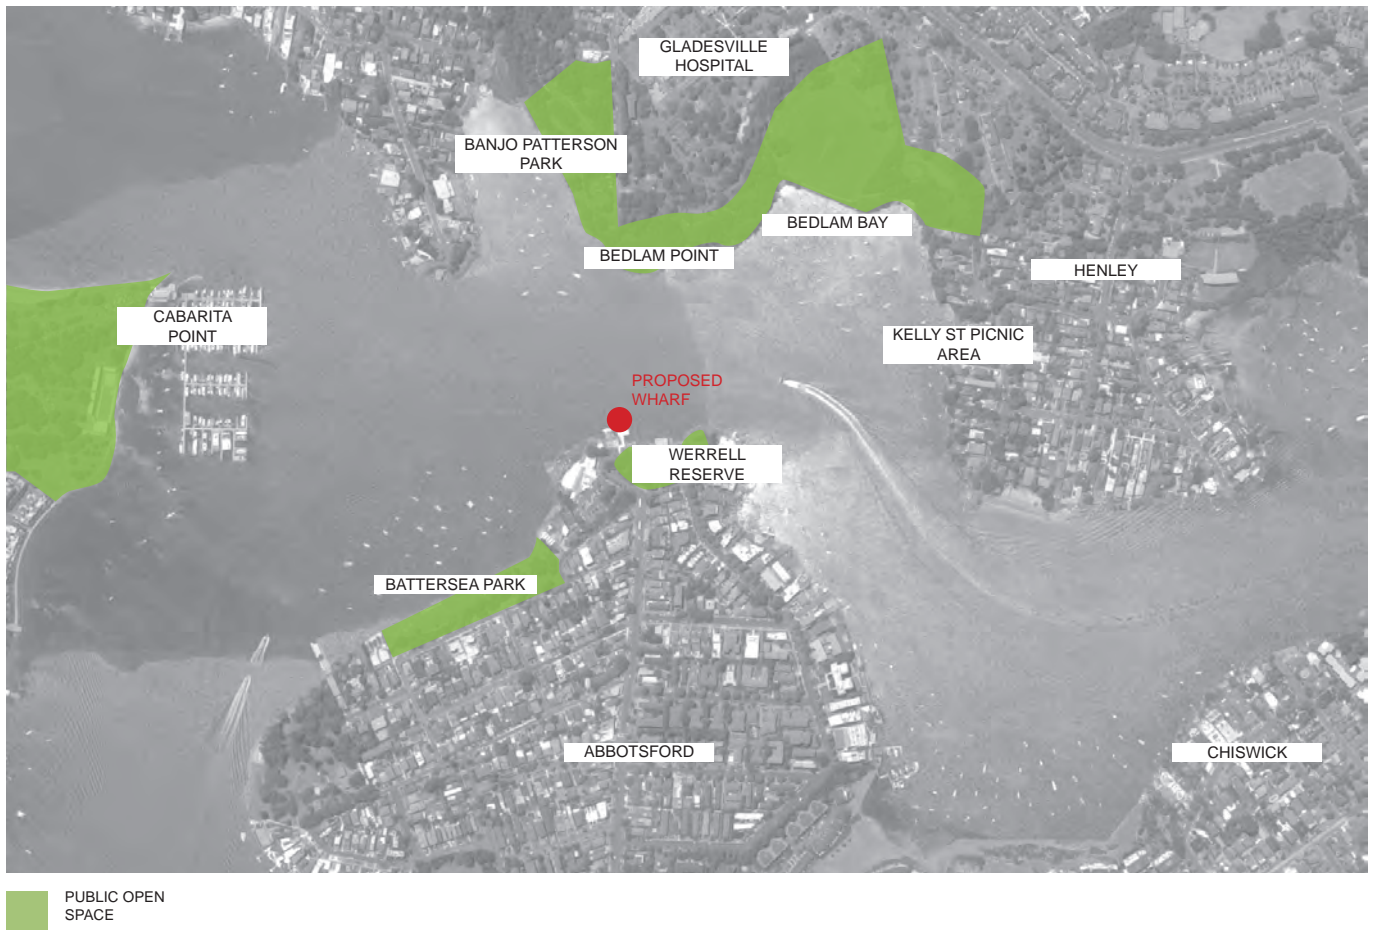 GLADESVILLE
HOSPITAL
BANJO PATTERSON
PARK
BEDLAM BAY
BEDLAM POINT
HENLEY
CABARITA
POINT
KELLY ST PICNIC
AREA
PROPOSED
WHARF
WERRELL
RESERVE
BATTERSEA PARK
ABBOTSFORD
CHISWICK
PUBLIC OPEN
SPACE